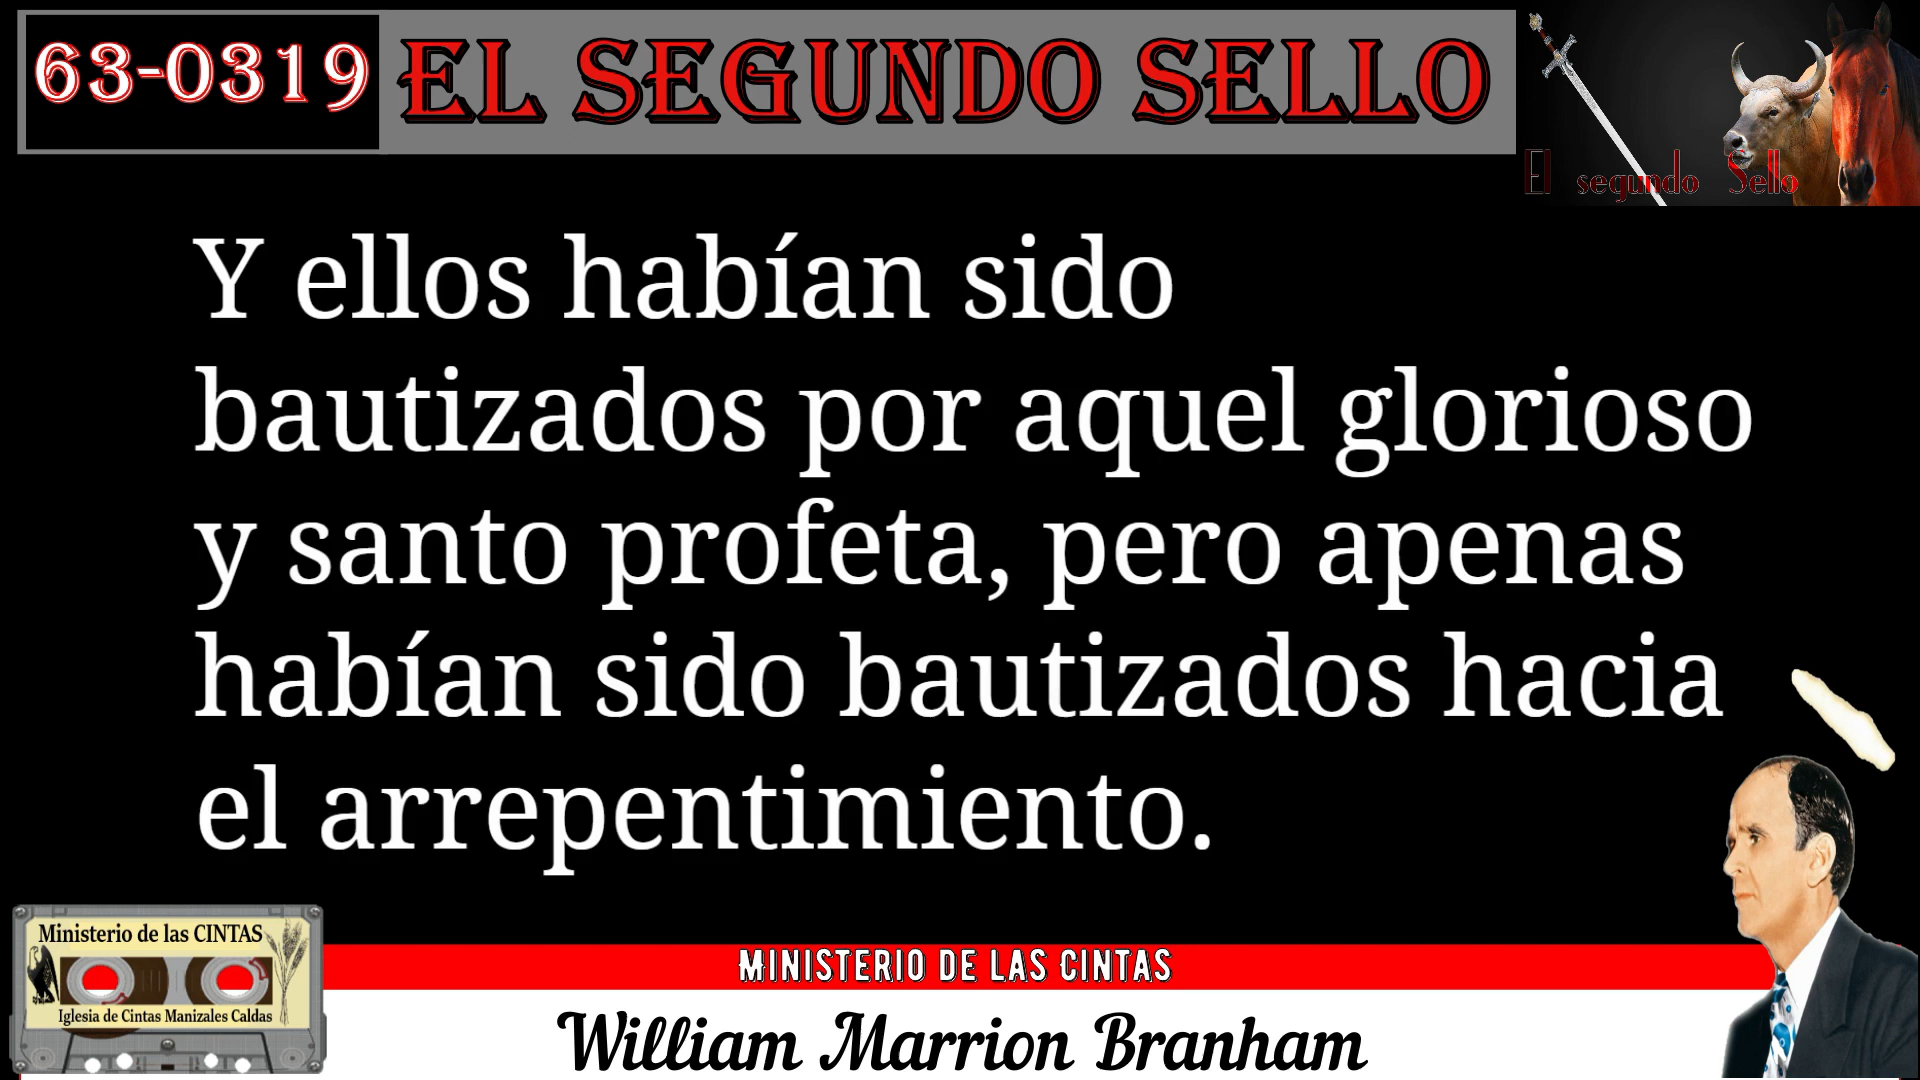 63-0319
EL SEGUNDO SELLO
El segundo Sello
Y ellos habían sido
bautizados por aquel glorioso
y santo profeta, pero apenas
habían sido bautizados hacia
el arrepentimiento.
Ministerio de las CINTAS
Iglesia de Cintas Manizales Caldas
MINISTERIO DE LAS CINTAS
William Marrion Branham